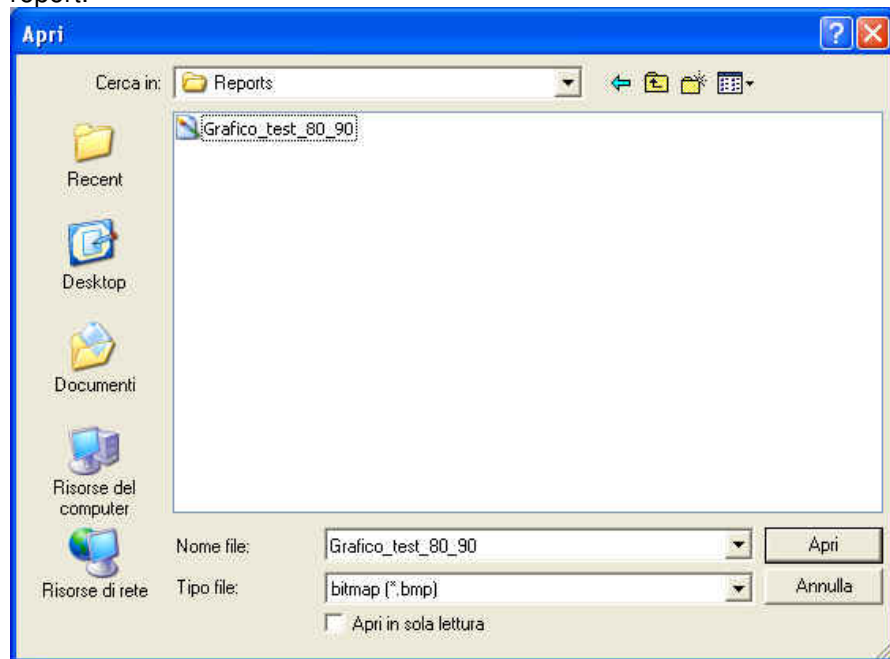 report.
Apri
Cerca in: Reports
Grafico_test_80_90
Recent
Desktop
Documenti
Risorse del
computer
Risorse di rete
Nome file: Grafico_test_80_90 Apri
Tipo file: bitmap (*.bmp) Annulla
Apri in sola lettura